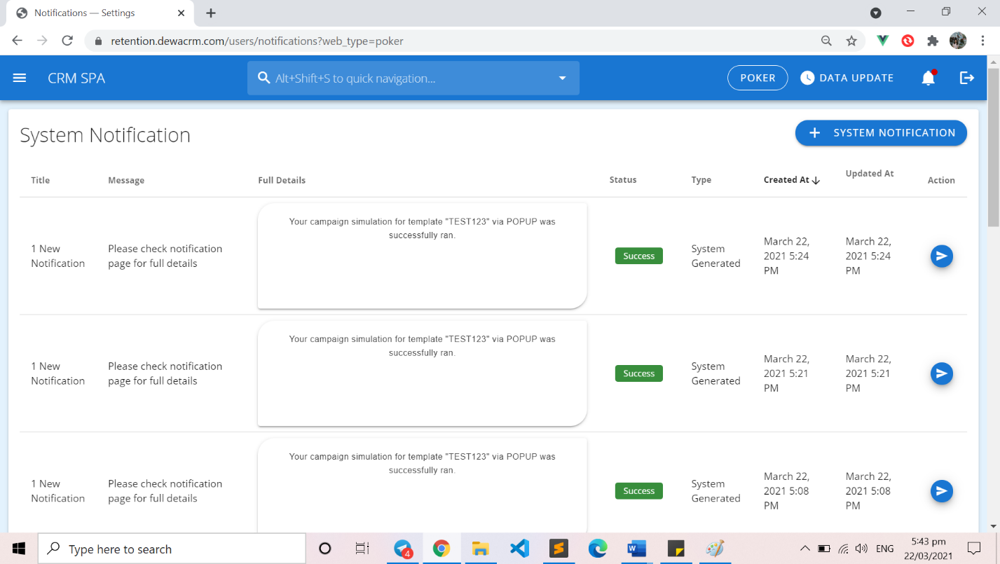 Notifications — Settings
retention.dewacrm.com/users/notifications?web_type=poker
CRM SPA
Alt+Shift+S to quick navigation...
POKER
DATA UPDATE
System Notification
SYSTEM NOTIFICATION
Title Message Full Details Status Type Created At Updated At Action
1 New
Notification
Please check notification
page for full details
Your campaign simulation for template "TEST123" via POPUP was
successfully ran.
Success
System
Generated
March 22,
2021 5:24
PM
March 22,
2021 5:24
PM
1 New
Notification
Please check notification
page for full details
Your campaign simulation for template "TEST123" via POPUP was
successfully ran.
Success
System
Generated
March 22,
2021 5:21
PM
March 22,
2021 5:21
PM
1 New
Notification
Please check notification
page for full details
Your campaign simulation for template "TEST123" via POPUP was
successfully ran.
Success
System
Generated
March 22,
2021 5:08
PM
March 22,
2021 5:08
PM
Type here to search
4
W
ENG
5:43 pm
22/03/2021